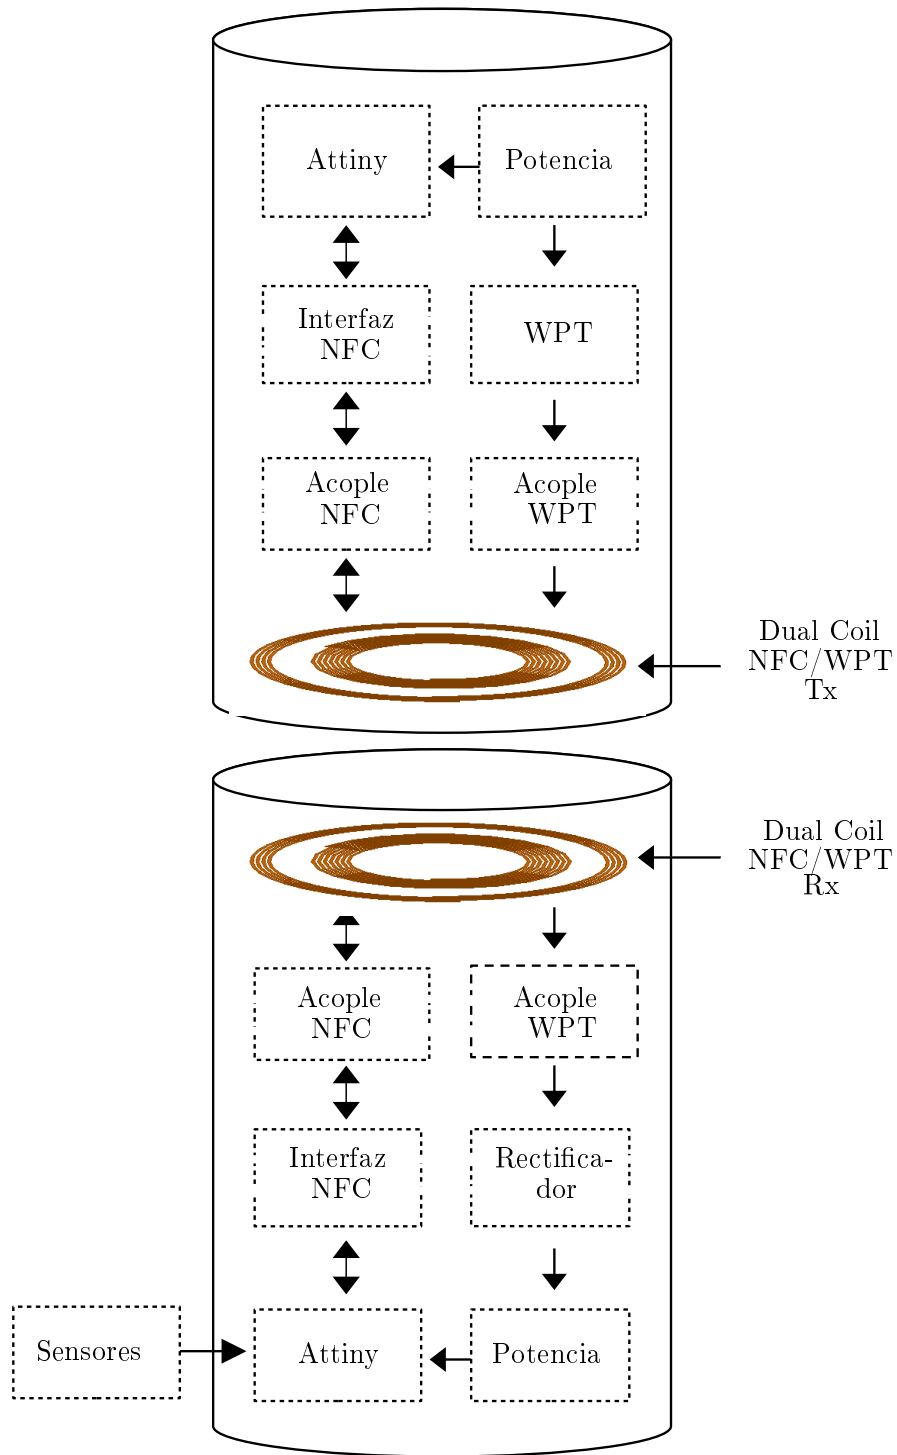 Attiny
Potencia
Interfaz
NFC
WPT
Acople
NFC
Acople
WPT
Dual Coil
NFC/WPT
Tx
Dual Coil
NFC/WPT
Rx
Acople
NFC
Acople
WPT
Interfaz
NFC
Rectifica-
dor
Sensores
Attiny
Potencia